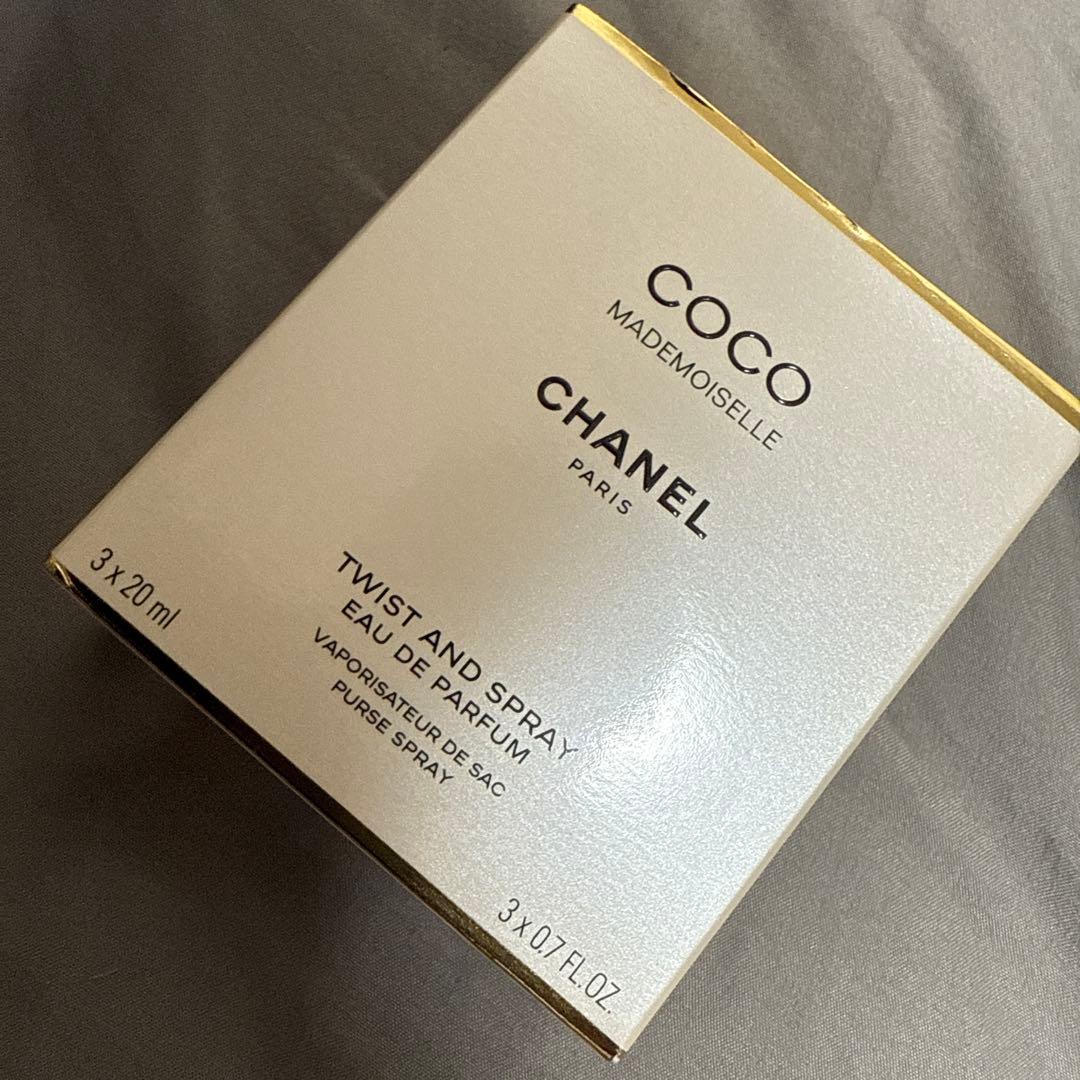 COCO
MADEMOISELLE
CHANEL
PARIS
TWIST AND SPRAY
EAU DE PARFUM
VAPORISATEUR DE SAC
PURSE SPRAY
3 x 20 ml
3 x 0,7 FL.OZ.